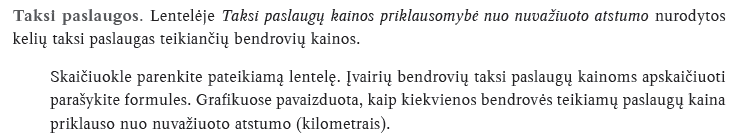 Taksi paslaugos. Lentelėje Taksi paslaugų kainos priklausomybė nuo nuvažiuoto atstumo nurodytos
kelių taksi paslaugas teikiančių bendrovių kainos.
Skaičiuokle parenkite pateikiamą lentelę. Įvairių bendrovių taksi paslaugų kainoms apskaičiuoti
parašykite formules. Grafikuose pavaizduota, kaip kiekvienos bendrovės teikiamų paslaugų kaina
priklauso nuo nuvažiuoto atstumo (kilometrais).